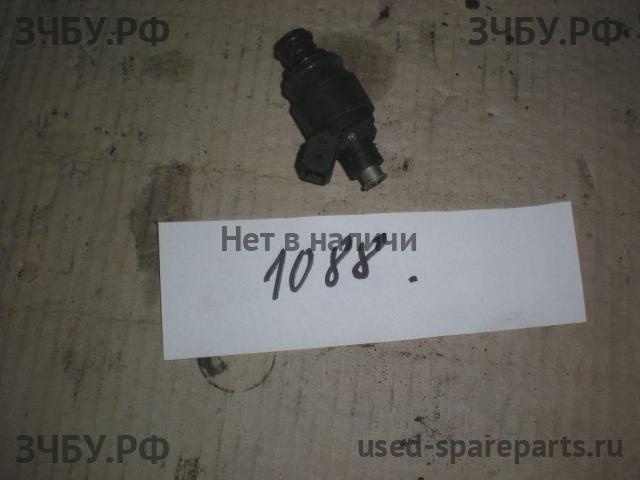 ЗЧБУ.РФ
ЗЧБУ.РФ
Нет в наличи
1088.
ЗЧБУ.РФ
used-spareparts.ru